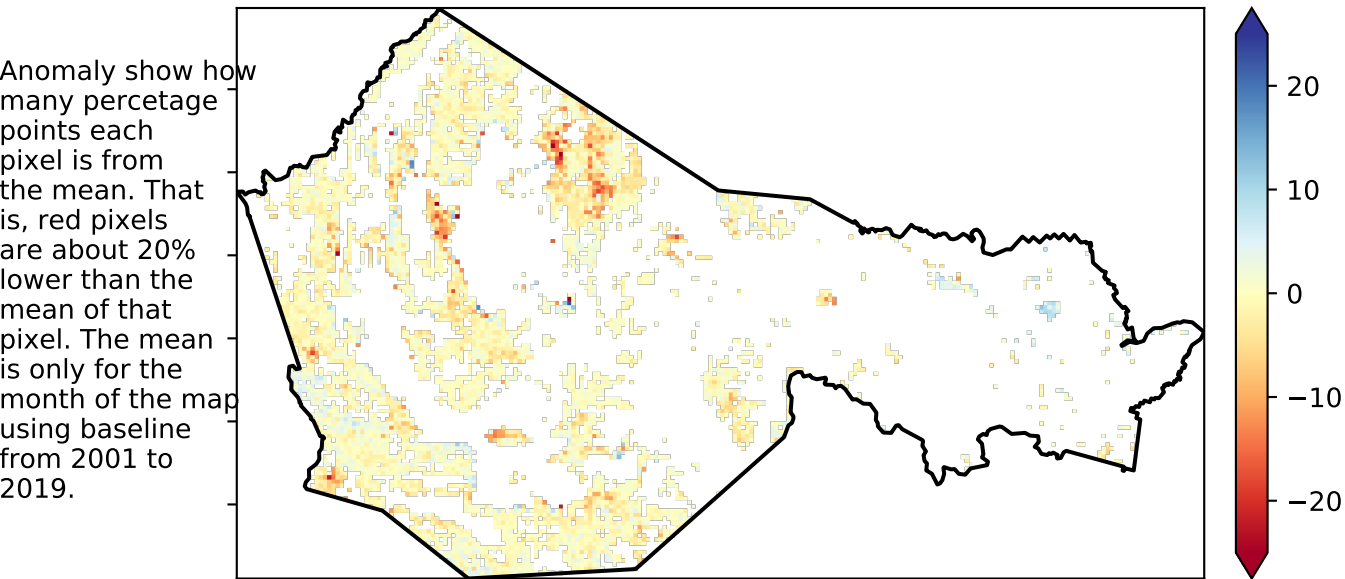 Anomaly show how
many percetage
points each
pixel is from
the mean. That
is, red pixels
are about 20%
lower than the
mean of that
pixel. The mean
is only for the
month of the map
using baseline
from 2001 to
2019.
20
10
0
−10
−20